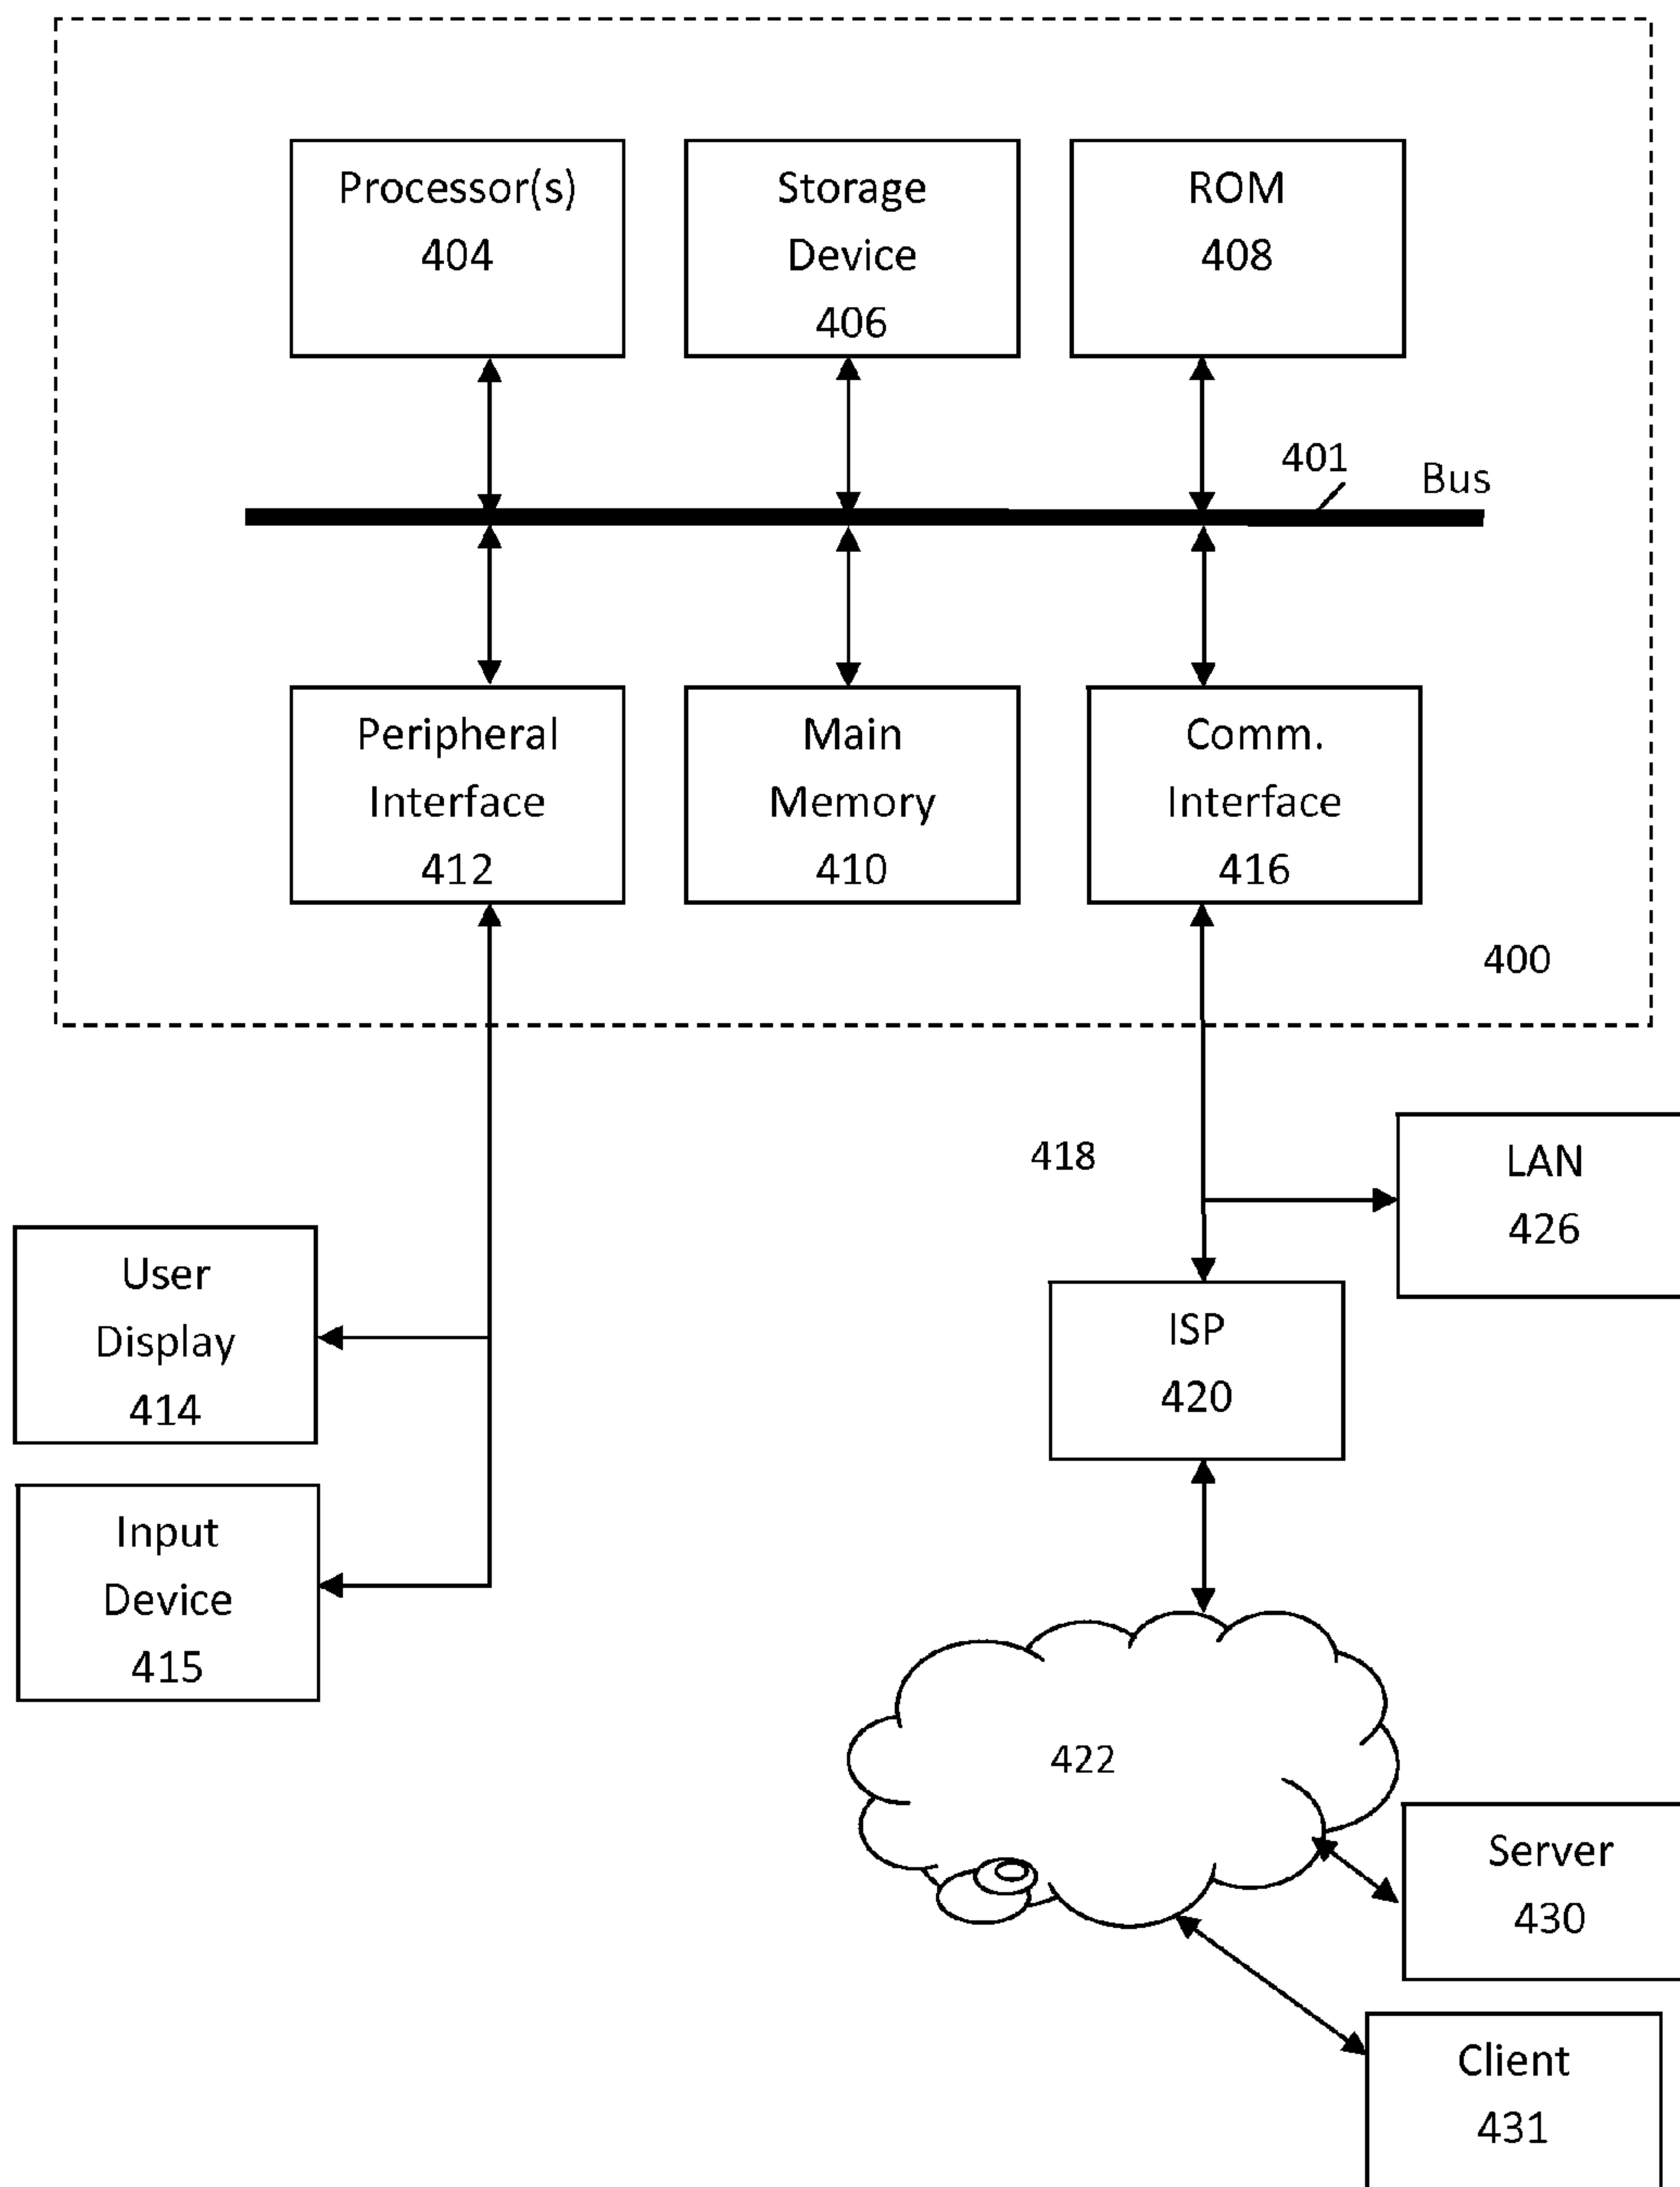 Processor(s)
404
Storage
Device
406
ROM
408
401
Bus
Peripheral
Interface
412
Main
Memory
410
Comm.
Interface
416
400
418
LAN
426
User
Display
414
ISP
420
Input
Device
415
422
Server
430
Client
431